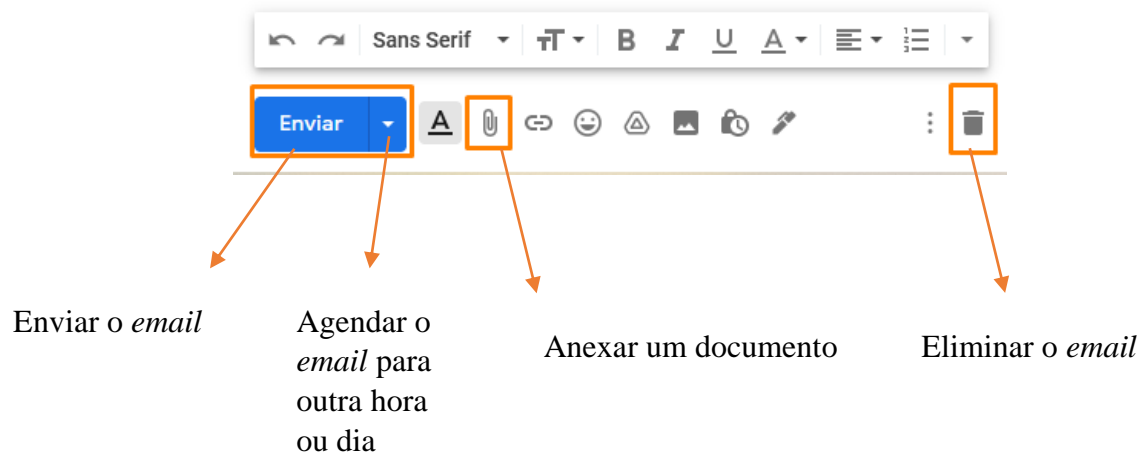 Sans Serif
Enviar
Enviar o email
Agendar o
email para
outra hora
ou dia
Anexar um documento
Eliminar o email